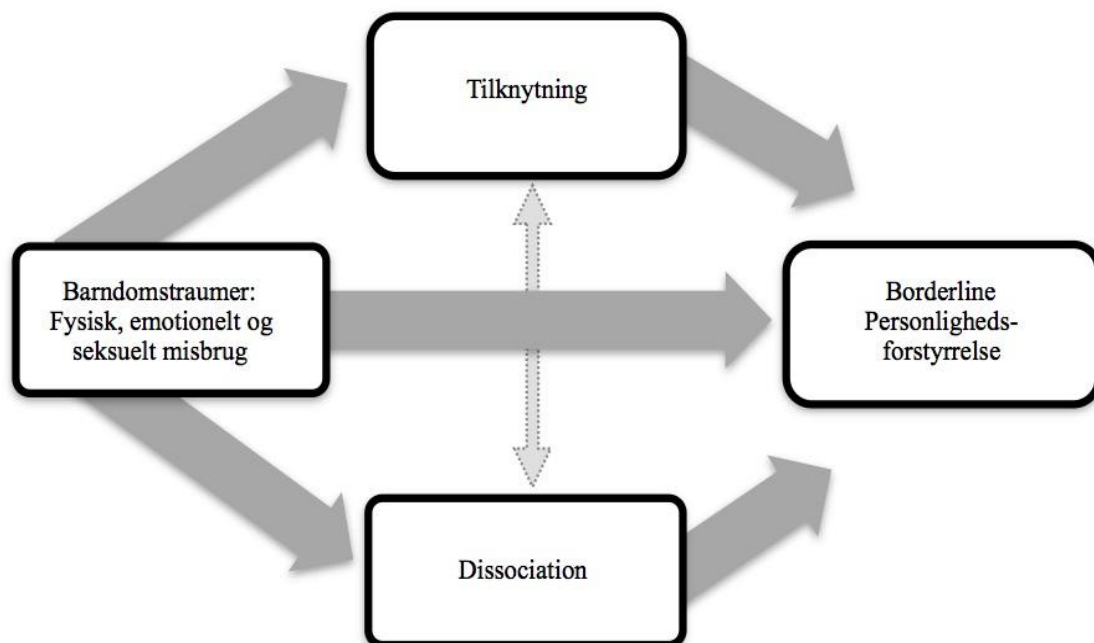 Tilknytning
Barndomstraumer:
Fysisk, emotionelt og
seksuelt misbrug
Borderline
Personligheds-
forstyrrelse
Dissociation